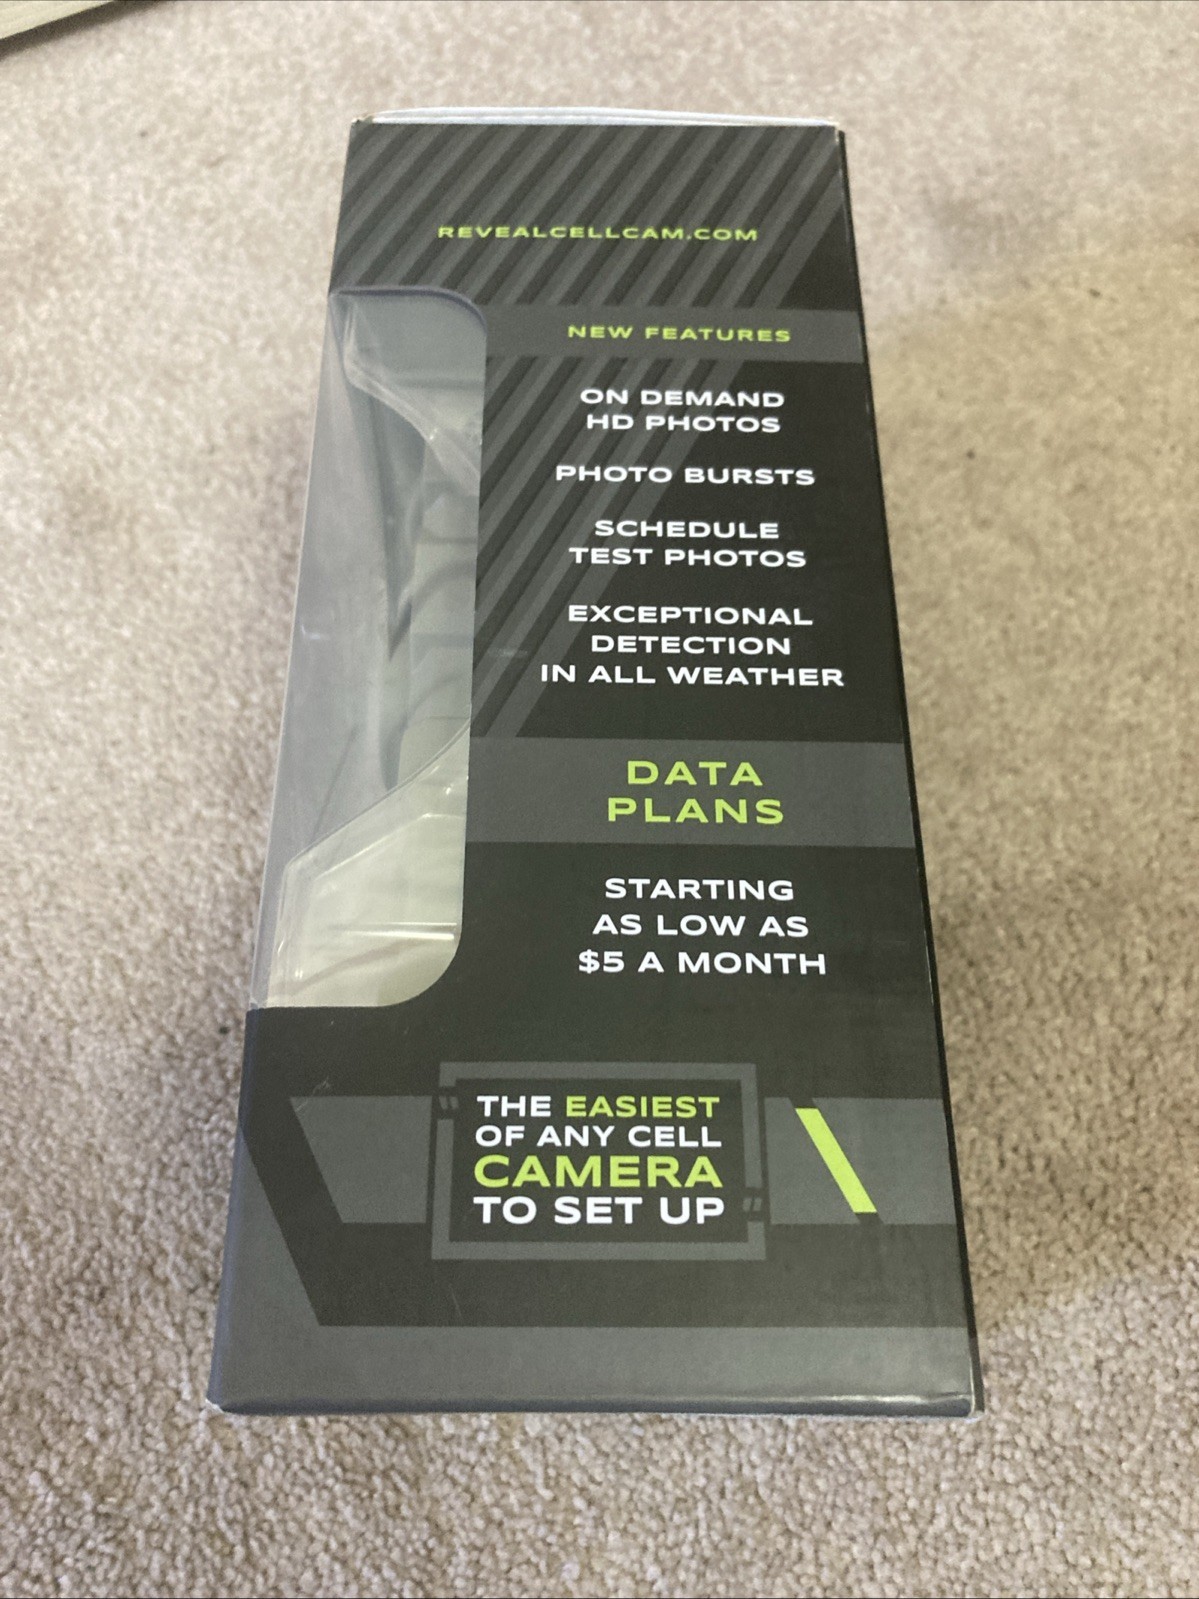 REVEALCELLCAM.COM
NEW FEATURES
ON DEMAND
HD PHOTOS
PHOTO BURSTS
SCHEDULE
TEST PHOTOS
EXCEPTIONAL
DETECTION
IN ALL WEATHER
DATA
PLANS
STARTING
AS LOW AS
$5 A MONTH
"THE EASIEST
OF ANY CELL
CAMERA
TO SET UP"